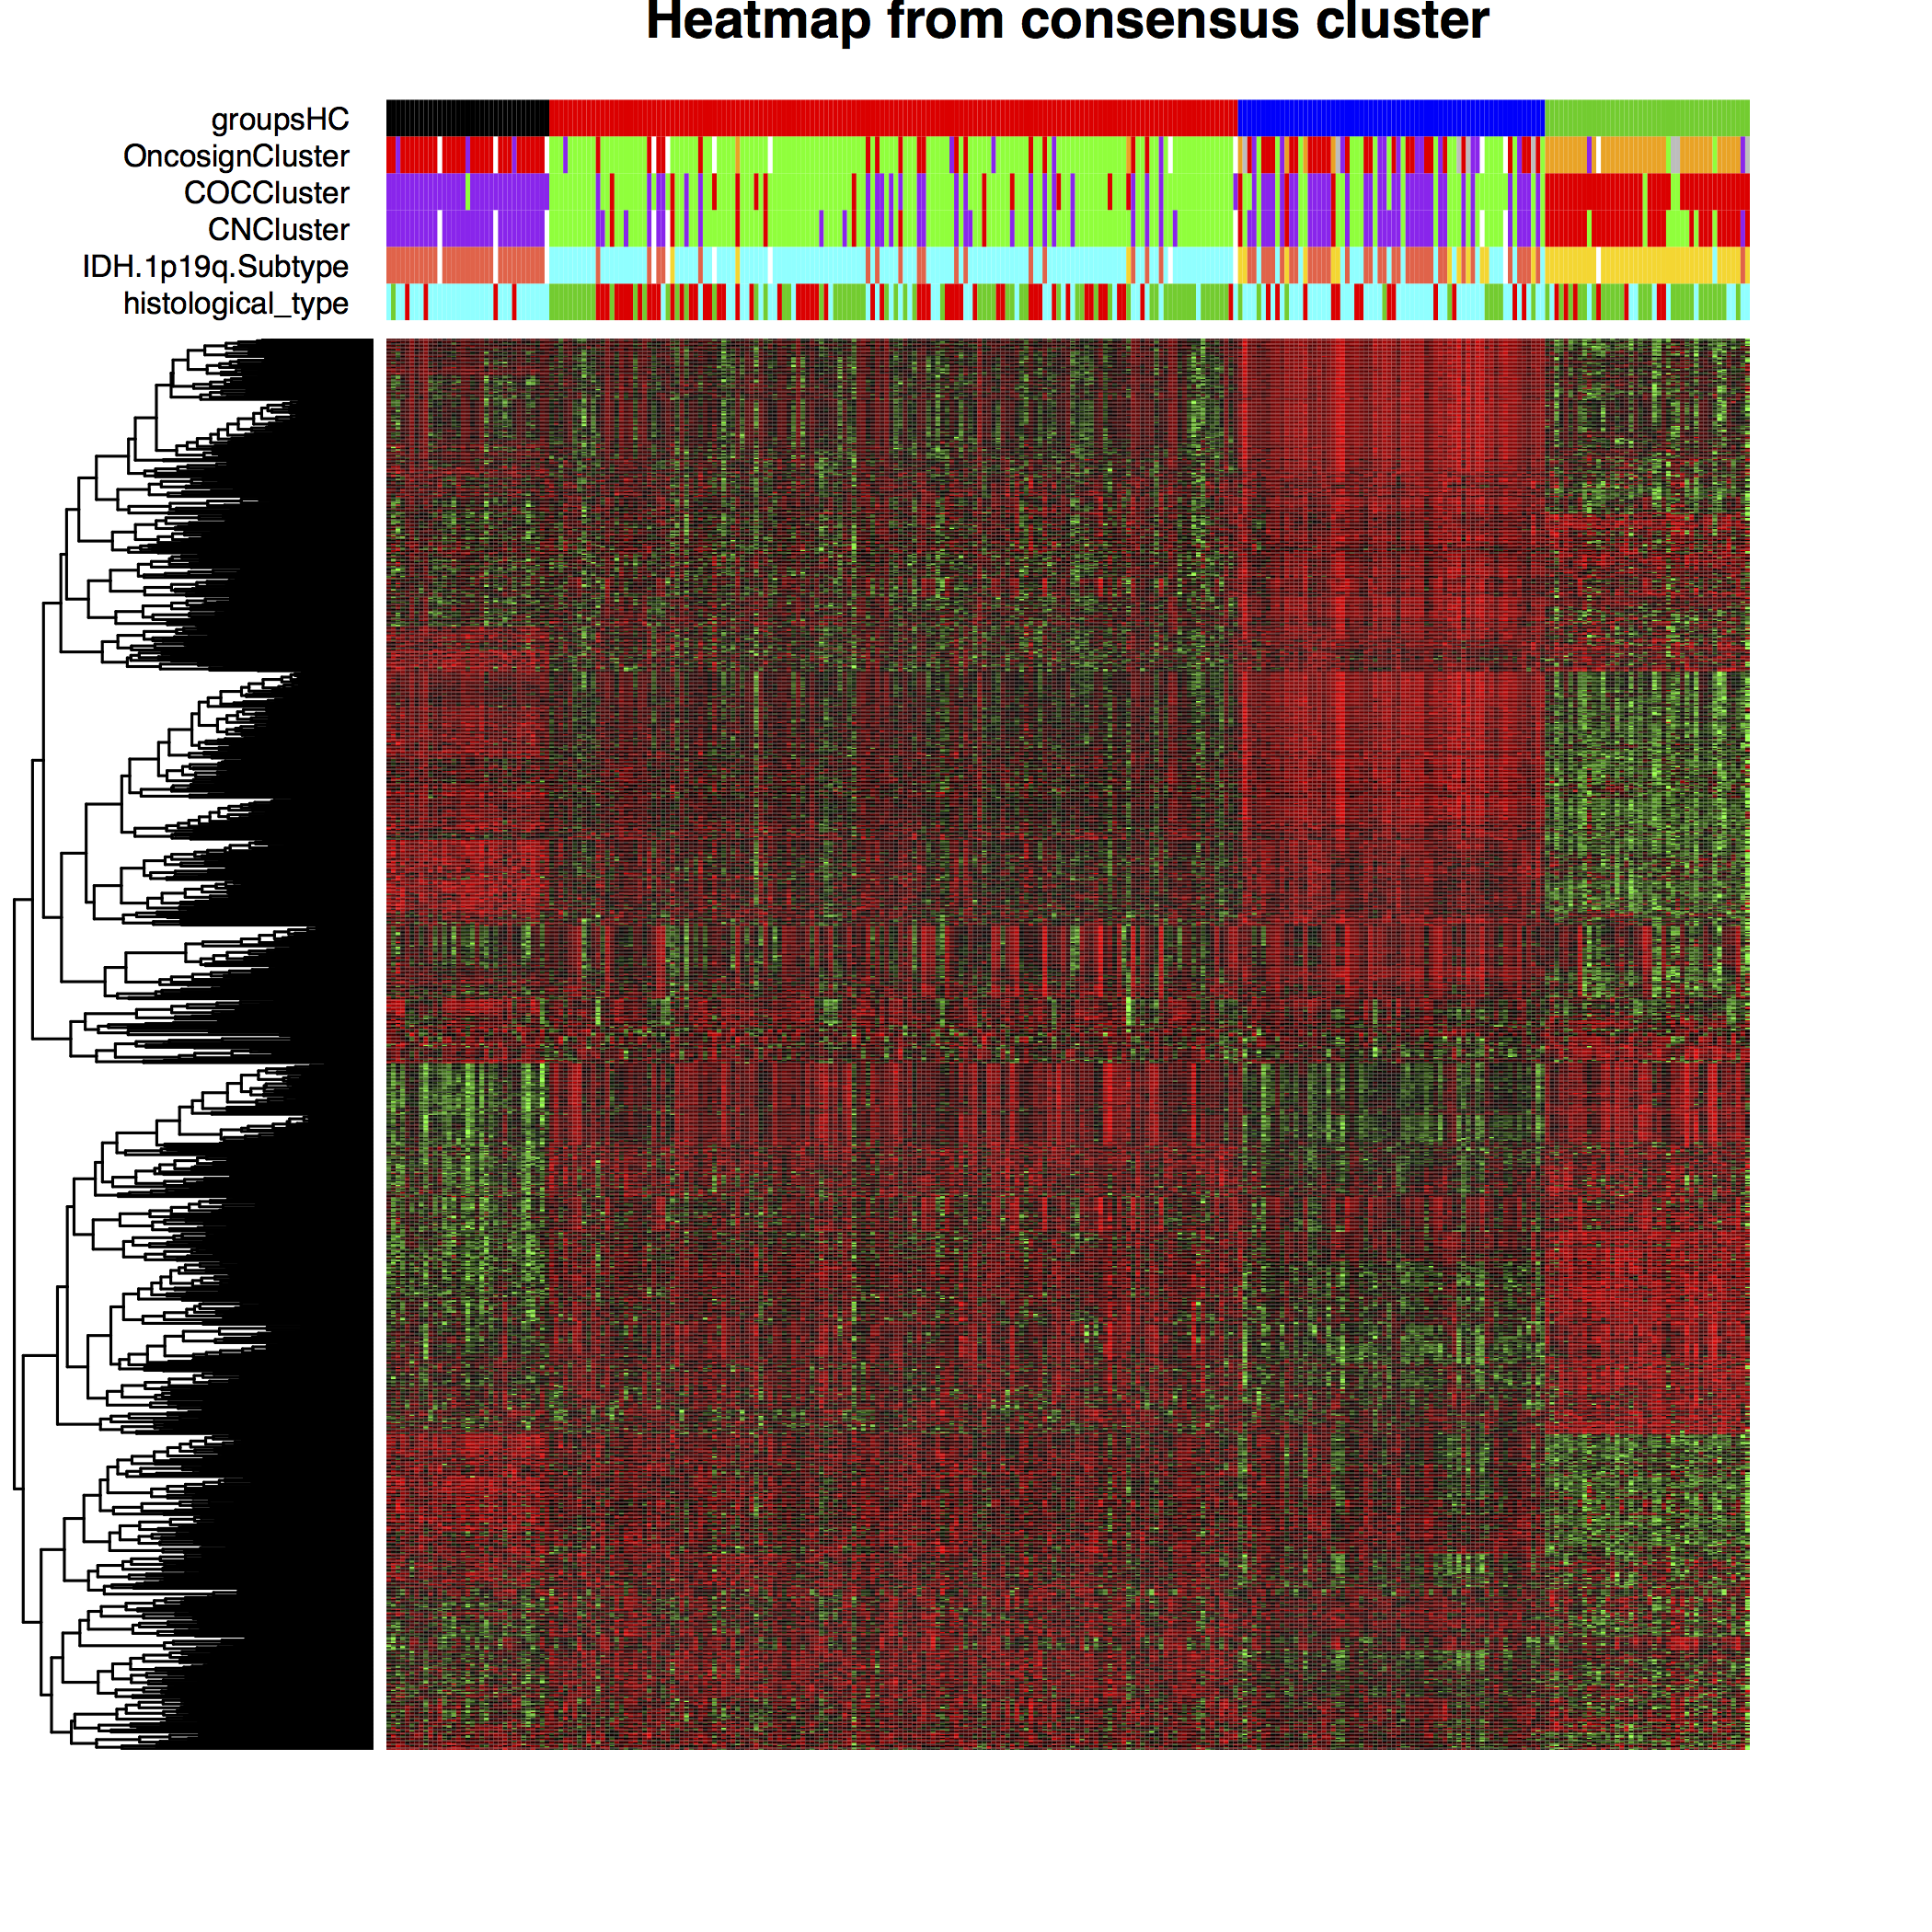 Heatmap from consensus cluster
groupsHC
OncosignCluster
COCCluster
CNCluster
IDH.1p19q.Subtype
histological_type